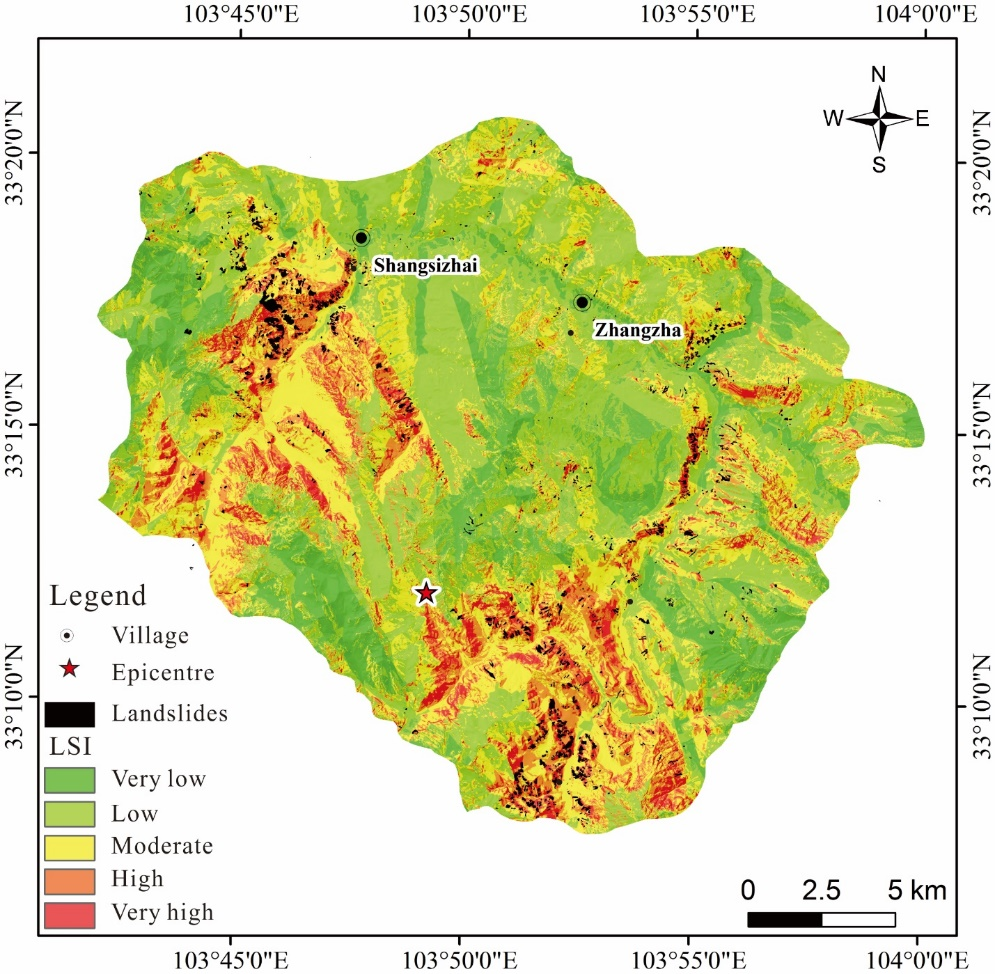 103°45'0"E 103°50'0"E 103°55'0"E 104°0'0"E
N
W E
S
33°20'0"N
33°20'0"N
Shangsizhai
Zhangzha
33°15'0"N
33°15'0"N
33°10'0"N
33°10'0"N
Legend
Village
Epicentre
Landslides
LSI
Very low
Low
Moderate
High
Very high
0 2.5 5 km
103°45'0"E 103°50'0"E 103°55'0"E 104°0'0"E